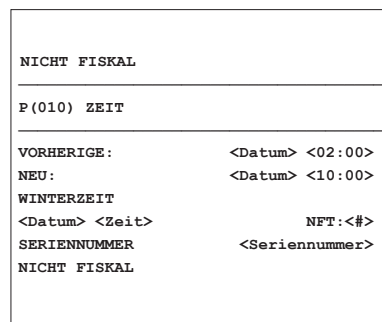 NICHT FISKAL
P(010) ZEIT
VORHERIGE: <Datum> <02:00>
NEU: <Datum> <10:00>
WINTERZEIT
<Datum> <Zeit> NFT:<#>
SERIENNUMMER <Seriennummer>
NICHT FISKAL